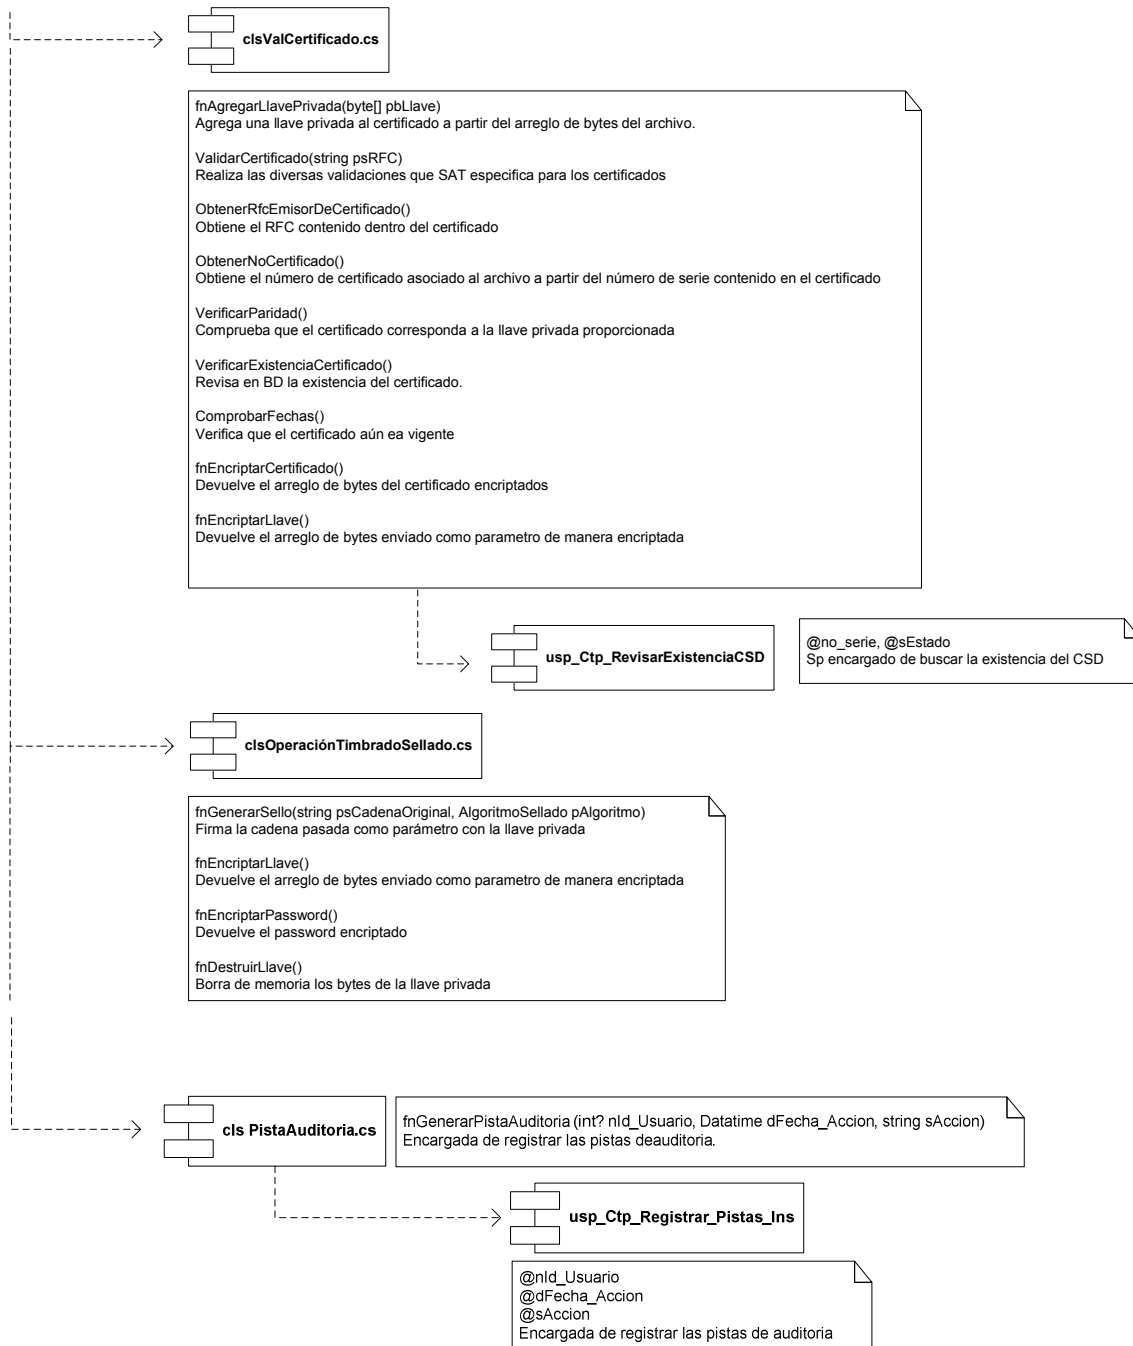 clsValCertificado.cs
fnAgregarLlavePrivada(byte[] pbLlave)
Agrega una llave privada al certificado a partir del arreglo de bytes del archivo.
ValidarCertificado(string psRFC)
Realiza las diversas validaciones que SAT especifica para los certificados
ObtenerRfcEmisorDeCertificado()
Obtiene el RFC contenido dentro del certificado
ObtenerNoCertificado()
Obtiene el número de certificado asociado al archivo a partir del número de serie contenido en el certificado
VerificarParidad()
Comprueba que el certificado corresponda a la llave privada proporcionada
VerificarExistenciaCertificado()
Revisa en BD la existencia del certificado.
ComprobarFechas()
Verifica que el certificado aún ea vigente
fnEncriptarCertificado()
Devuelve el arreglo de bytes del certificado encriptados
fnEncriptarLlave()
Devuelve el arreglo de bytes enviado como parametro de manera encriptada
usp_Ctp_RevisarExistenciaCSD
@no_serie, @sEstado
Sp encargado de buscar la existencia del CSD
clsOperaciónTimbradoSellado.cs
fnGenerarSello(string psCadenaOriginal, AlgoritmoSellado pAlgoritmo)
Firma la cadena pasada como parámetro con la llave privada
fnEncriptarLlave()
Devuelve el arreglo de bytes enviado como parametro de manera encriptada
fnEncriptarPassword()
Devuelve el password encriptado
fnDestruirLlave()
Borra de memoria los bytes de la llave privada
cls PistaAuditoria.cs
fnGenerarPistaAuditoria (int? nId_Usuario, Datatime dFecha_Accion, string sAccion)
Encargada de registrar las pistas deauditoria.
usp_Ctp_Registrar_Pistas_Ins
@nId_Usuario
@dFecha_Accion
@sAccion
Encargada de registrar las pistas de auditoria